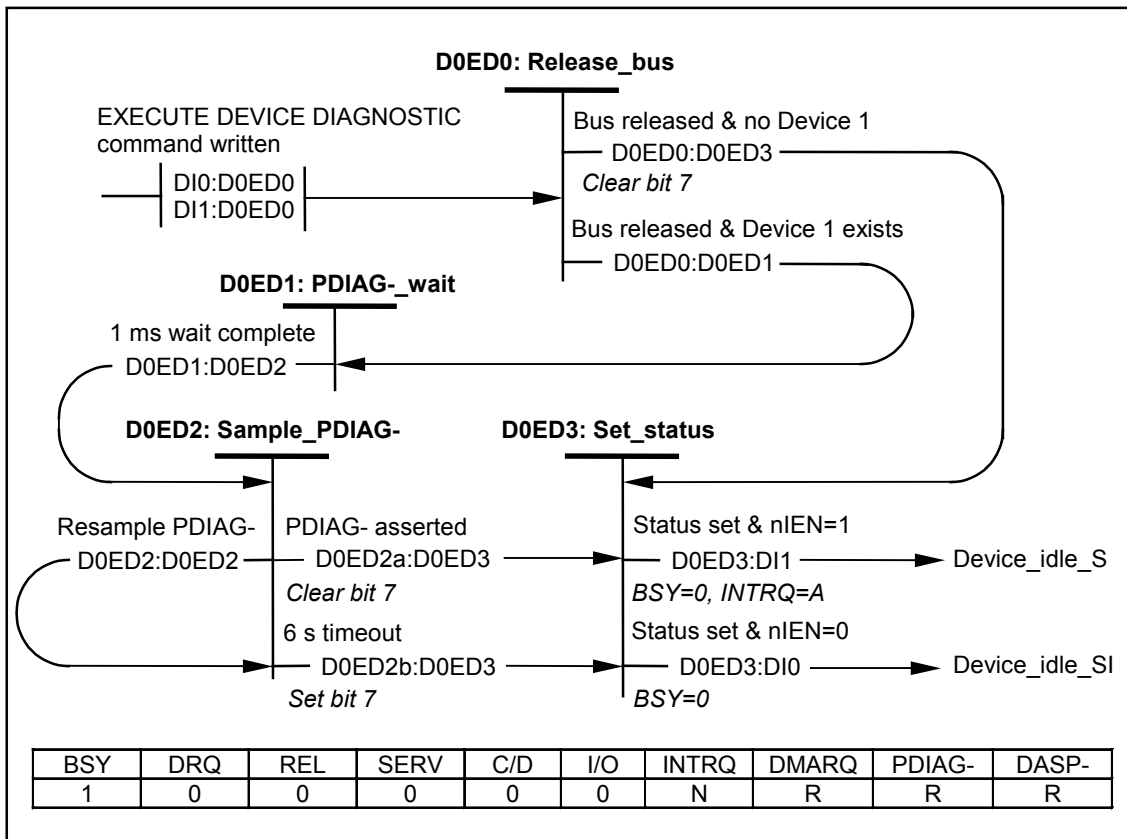 D0ED0: Release_bus
EXECUTE DEVICE DIAGNOSTIC
command written
DI0:D0ED0
DI1:D0ED0
Bus released & no Device 1
D0ED0:D0ED3
Clear bit 7
Bus released & Device 1 exists
D0ED0:D0ED1
D0ED1: PDIAG-_wait
1 ms wait complete
D0ED1:D0ED2
D0ED2: Sample_PDIAG-
D0ED3: Set_status
Resample PDIAG-
D0ED2:D0ED2
PDIAG- asserted
D0ED2a:D0ED3
Clear bit 7
6 s timeout
D0ED2b:D0ED3
Set bit 7
Status set & nIEN=1
D0ED3:DI1
Device_idle_S
BSY=0, INTRQ=A
Status set & nIEN=0
D0ED3:DI0
Device_idle_SI
BSY=0
BSY DRQ REL SERV C/D I/O INTRQ DMARQ PDIAG- DASP-
1 0 0 0 0 0 N R R R